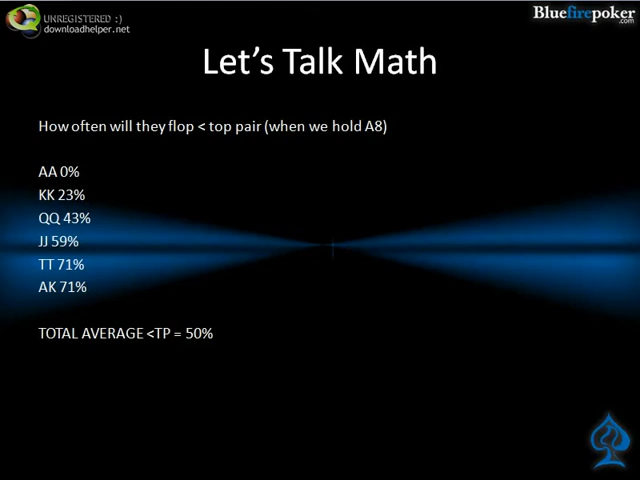 UNREGISTERED :)
downloadhelper.net
Bluefirepoker
.com
Let's Talk Math
How often will they flop < top pair (when we hold A8)
AA 0%
KK 23%
QQ 43%
JJ 59%
TT 71%
AK 71%
TOTAL AVERAGE <TP = 50%